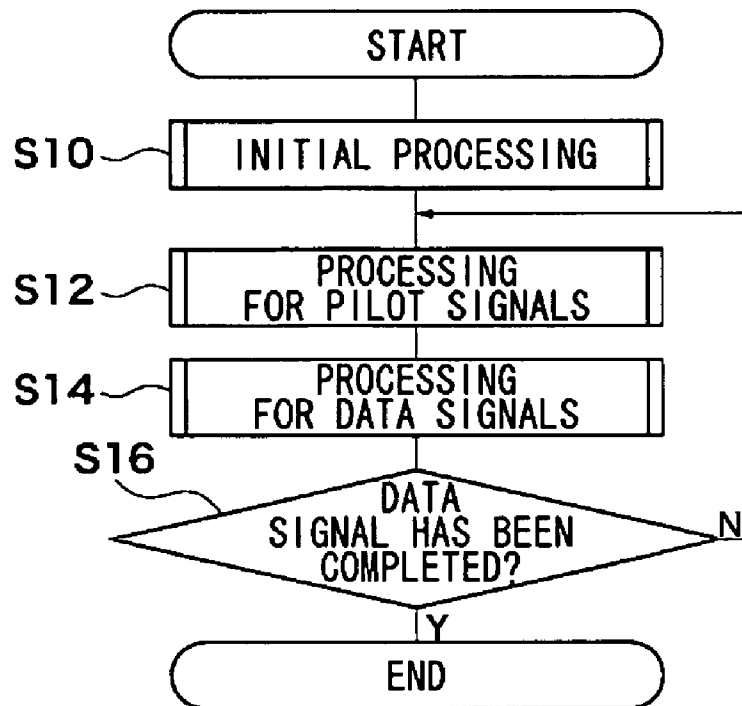 START
S10
INITIAL PROCESSING
S12
PROCESSING
FOR PILOT SIGNALS
S14
PROCESSING
FOR DATA SIGNALS
S16
DATA
SIGNAL HAS BEEN
COMPLETED?
N
Y
END